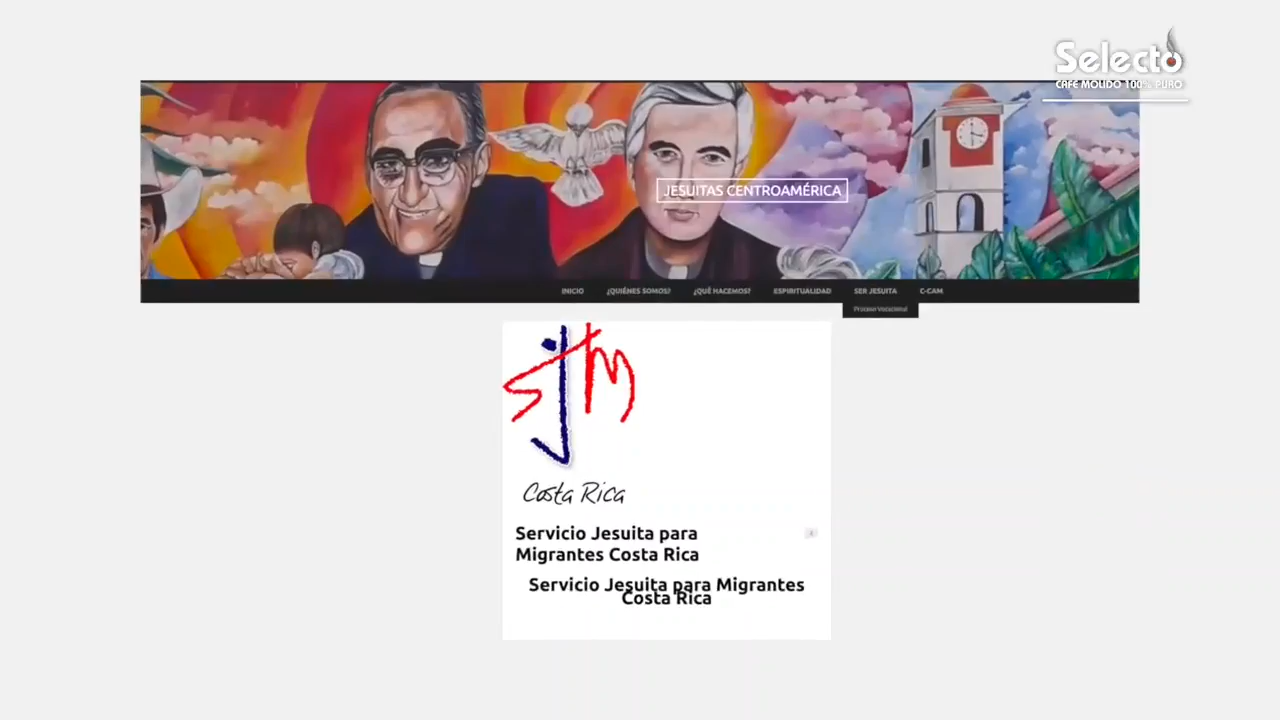 Selecto
CAFÉ MOLIDO 100% PURO
JESUITAS CENTROAMÉRICA
INICIO ¿QUIÉNES SOMOS? ¿QUÉ HACEMOS? ESPIRITUALIDAD SER JESUITA C-CAM
Proceso Vocacional
sjm
Costa Rica
Servicio Jesuita para
Migrantes Costa Rica
Servicio Jesuita para Migrantes
Costa Rica